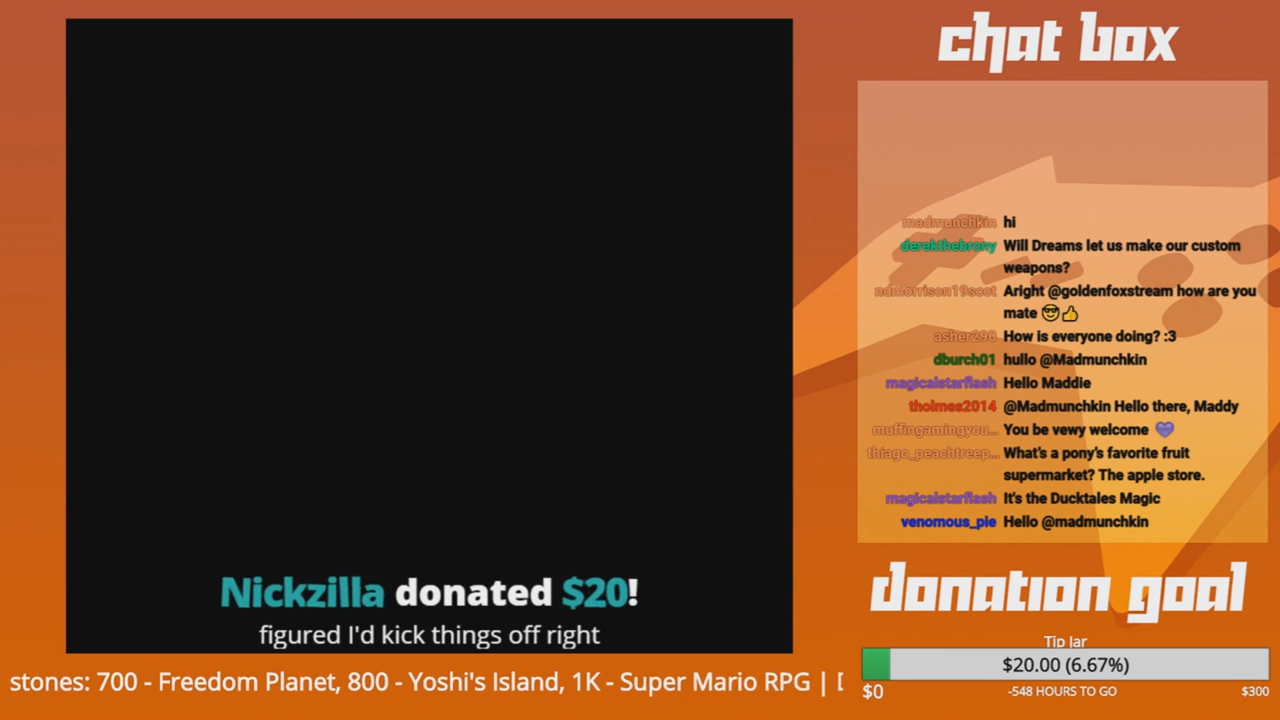 chat box
madmunchkin hi
derekthebrony Will Dreams let us make our custom
weapons?
ndmorrison19scot Aright @goldenfoxstream how are you
mate 🤓👍
asher298 How is everyone doing? :3
dburch01 hullo @Madmunchkin
magicalstarflash Hello Maddie
tholmes2014 @Madmunchkin Hello there, Maddy
muffingamingyou... You be vewy welcome 💜
thiago_peachtreep... What's a pony's favorite fruit
supermarket? The apple store.
magicalstarflash It's the Ducktales Magic
venomous_pie Hello @madmunchkin
Nickzilla donated $20!
figured I'd kick things off right
stones: 700 - Freedom Planet, 800 - Yoshi's Island, 1K - Super Mario RPG |
donation goal
Tip Jar
$20.00 (6.67%)
$0 -548 HOURS TO GO $300